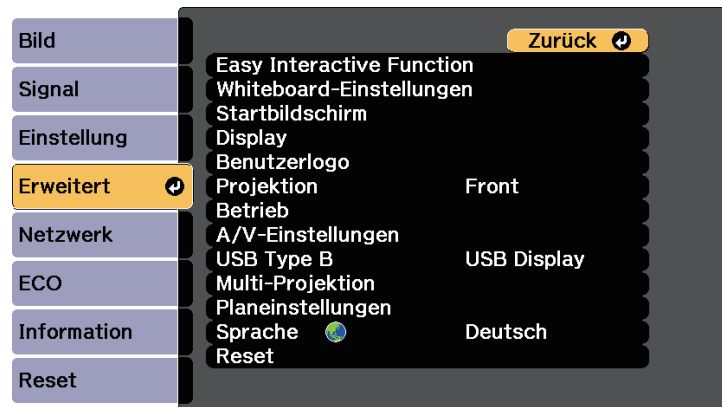 Bild
Signal
Einstellung
Erweitert
Netzwerk
ECO
Information
Reset
Zurück
Easy Interactive Function
Whiteboard-Einstellungen
Startbildschirm
Display
Benutzerlogo
Projektion Front
Betrieb
A/V-Einstellungen
USB Type B USB Display
Multi-Projektion
Planeinstellungen
Sprache Deutsch
Reset